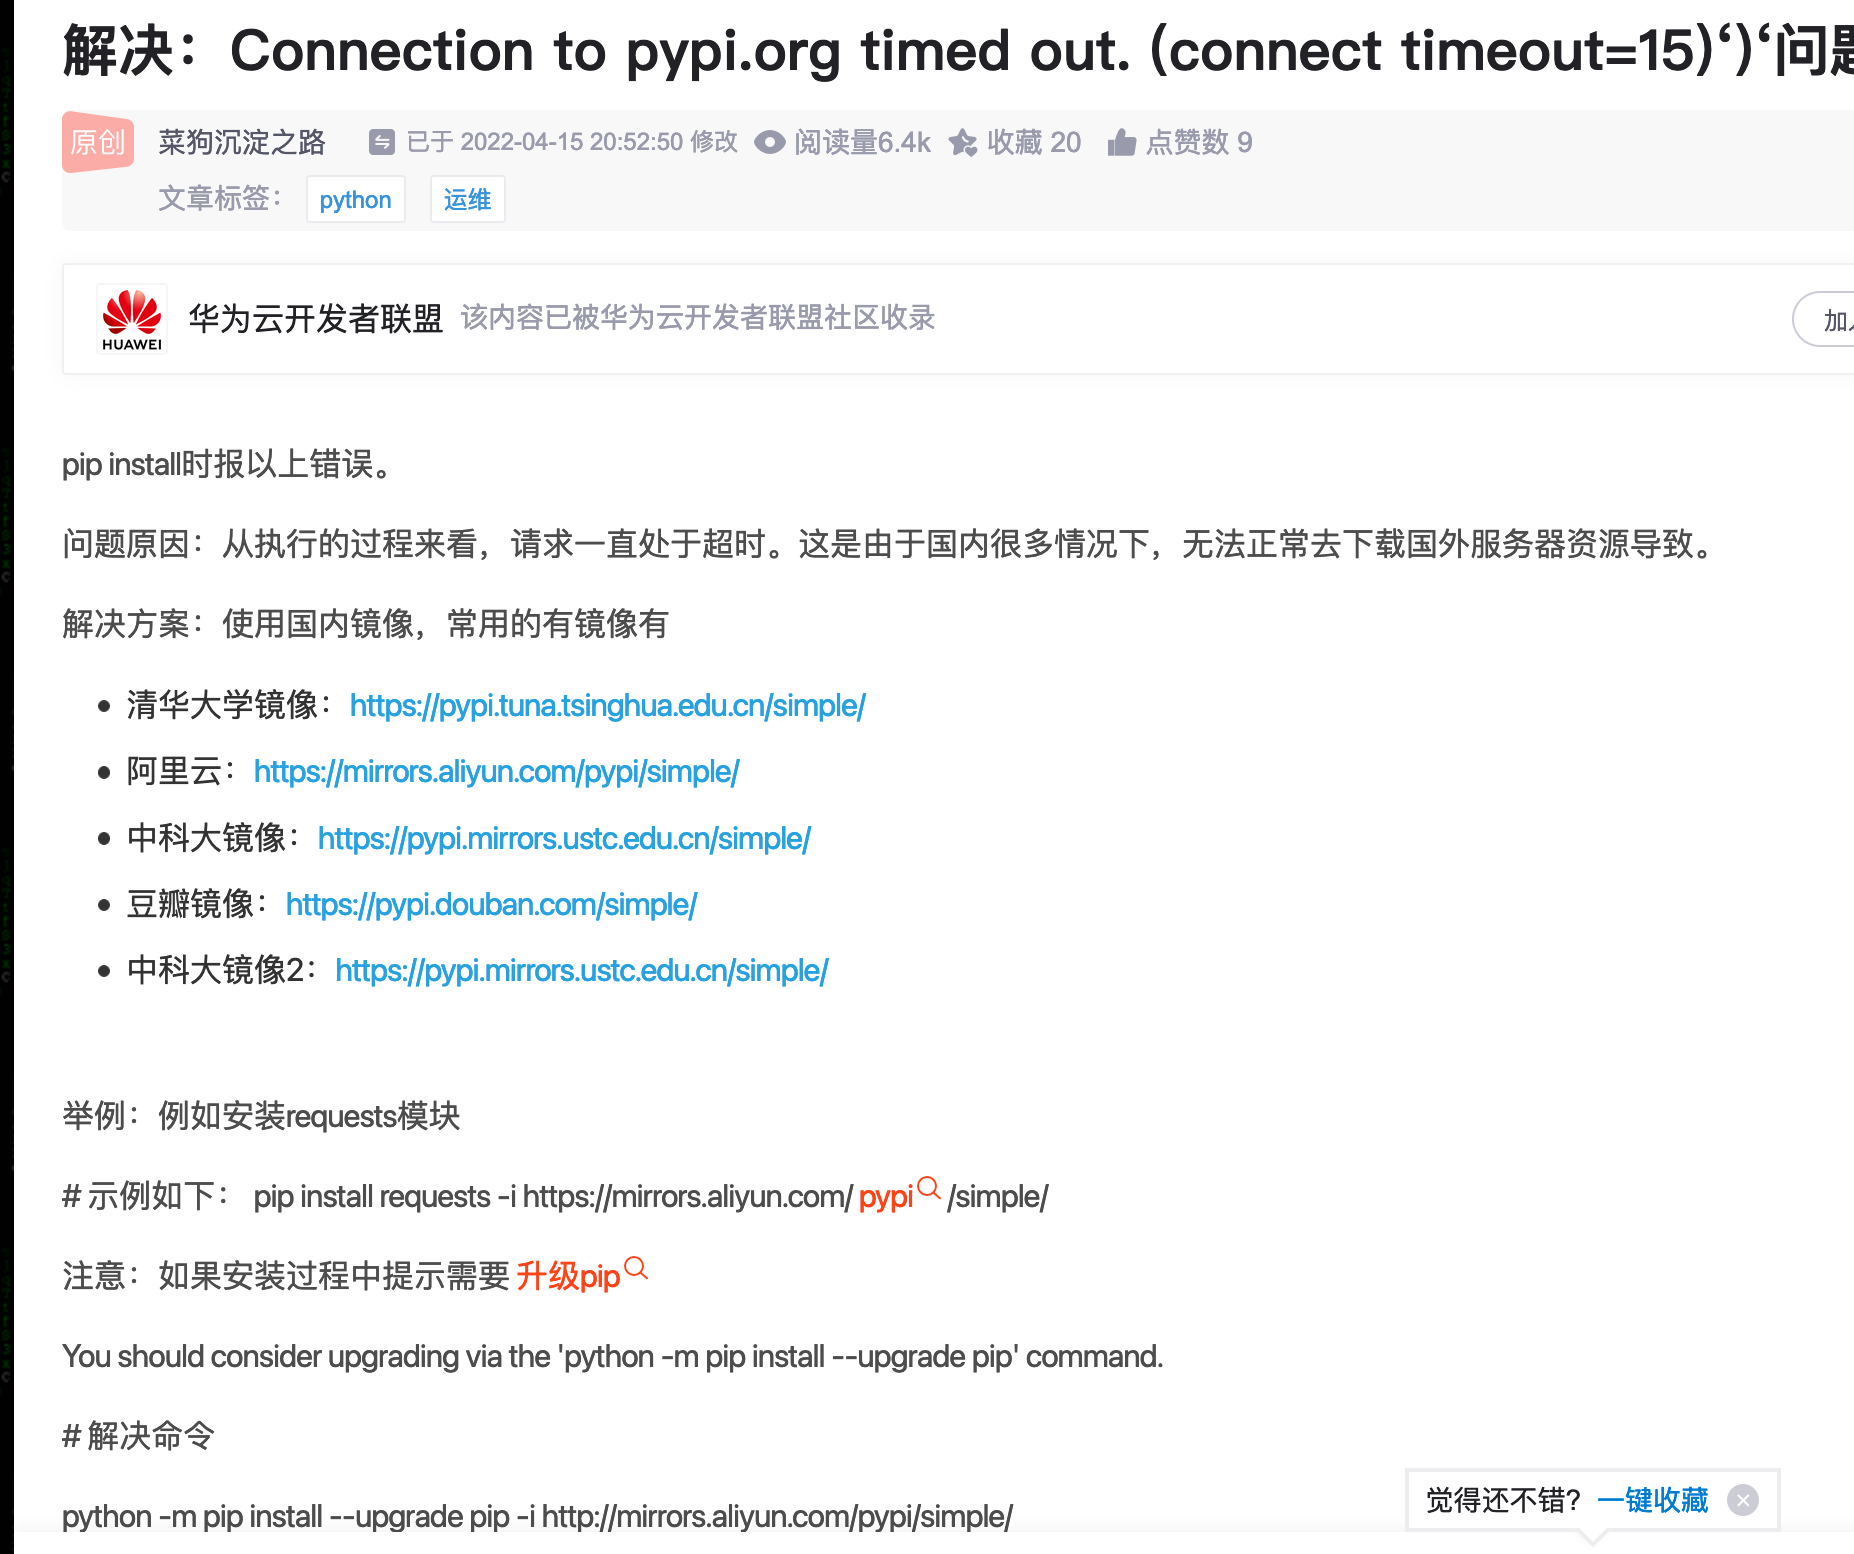 解决：Connection to pypi.org timed out. (connect timeout=15)‘)‘问题
原创 菜狗沉淀之路 已于 2022-04-15 20:52:50 修改 阅读量6.4k 收藏 20 点赞数 9
文章标签： python 运维
HUAWEI 华为云开发者联盟 该内容已被华为云开发者联盟社区收录 加入
pip install时报以上错误。
问题原因：从执行的过程来看，请求一直处于超时。这是由于国内很多情况下，无法正常去下载国外服务器资源导致。
解决方案：使用国内镜像，常用的有镜像有
清华大学镜像：https://pypi.tuna.tsinghua.edu.cn/simple/
阿里云：https://mirrors.aliyun.com/pypi/simple/
中科大镜像：https://pypi.mirrors.ustc.edu.cn/simple/
豆瓣镜像：https://pypi.douban.com/simple/
中科大镜像2：https://pypi.mirrors.ustc.edu.cn/simple/
举例：例如安装requests模块
# 示例如下： pip install requests -i https://mirrors.aliyun.com/pypi/simple/
注意：如果安装过程中提示需要升级pip
You should consider upgrading via the 'python -m pip install --upgrade pip' command.
# 解决命令
python -m pip install --upgrade pip -i http://mirrors.aliyun.com/pypi/simple/
觉得还不错? 一键收藏